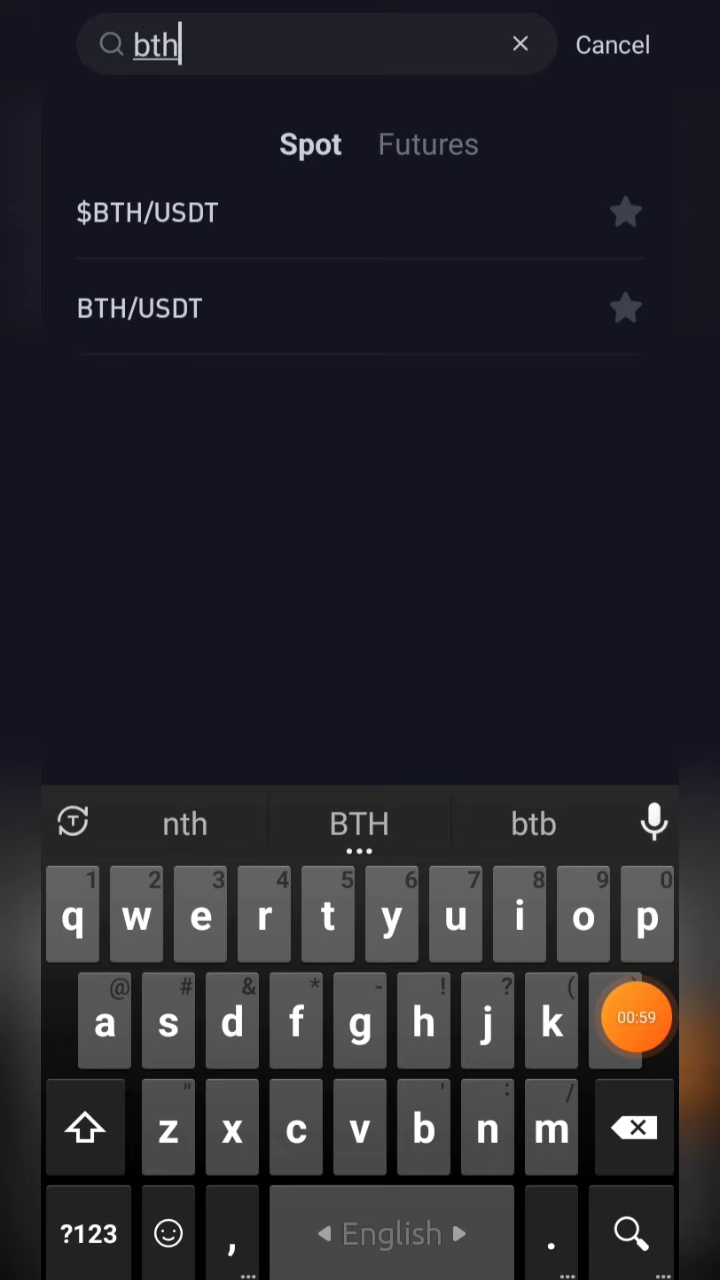 bth
Cancel
Spot Futures
$BTH/USDT
BTH/USDT
T nth BTH btb
1 2 3 4 5 6 7 8 9 0
q w e r t y u i o p
@ # & * - ! ? ( )
a s d f g h j k 00:59
" ' : /
z x c v b n m
?123 , English .